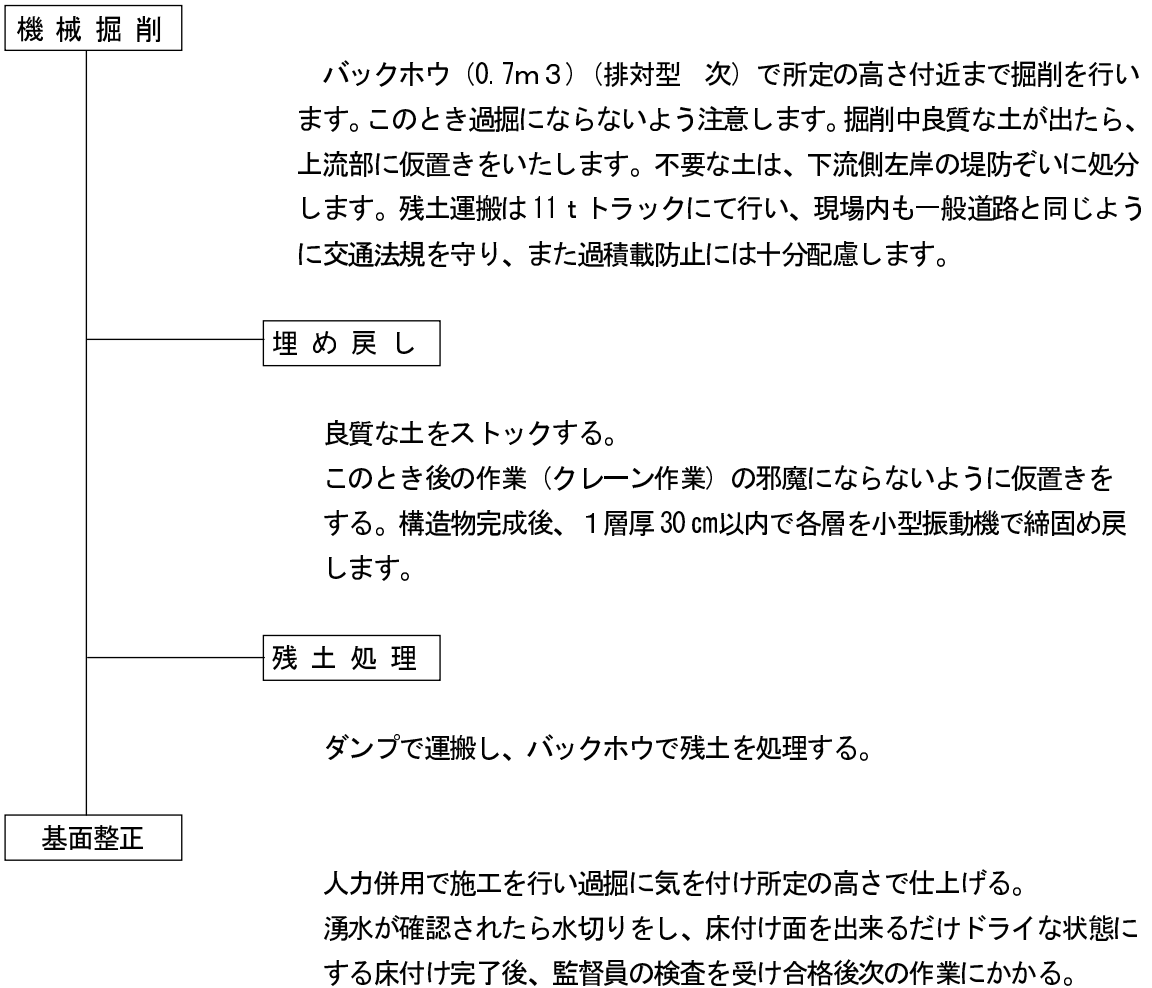 機 械 掘 削
バックホウ（0.7ｍ３）（排対型　次）で所定の高さ付近まで掘削を行い
ます。このとき過掘にならないよう注意します。掘削中良質な土が出たら、
上流部に仮置きをいたします。不要な土は、下流側左岸の堤防ぞいに処分
します。残土運搬は11ｔトラックにて行い、現場内も一般道路と同じよう
に交通法規を守り、また過積載防止には十分配慮します。
埋 め 戻 し
良質な土をストックする。
このとき後の作業（クレーン作業）の邪魔にならないように仮置きを
する。構造物完成後、１層厚30㎝以内で各層を小型振動機で締固め戻
します。
残 土 処 理
ダンプで運搬し、バックホウで残土を処理する。
基面整正
人力併用で施工を行い過掘に気を付け所定の高さで仕上げる。
湧水が確認されたら水切りをし、床付け面を出来るだけドライな状態に
する床付け完了後、監督員の検査を受け合格後次の作業にかかる。